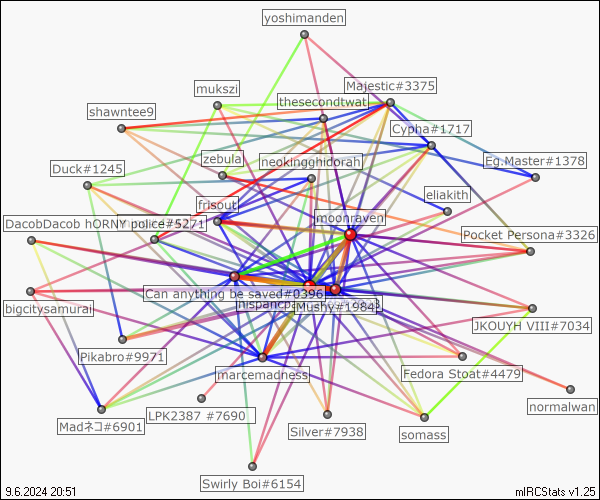 yoshimanden
Majestic#3375
mukszi
thesecondtwat
shawntee9
Cypha#1717
zebula
neokingghidorah
Eg Master#1378
Duck#1245
eliakith
frisout
moonraven
DacobDacob hORNY police#5271
Pocket Persona#3326
Can anything be saved#0396
Mushy#1984
bigcitysamurai
JKOUYH VIII#7034
Pikabro#9971
marcemadness
Fedora Stoat#4479
LPK2387 #7690
normalwan
Madネコ#6901
Silver#7938
somass
Swirly Boi#6154
9.6.2024 20:51
mIRCStats v1.25